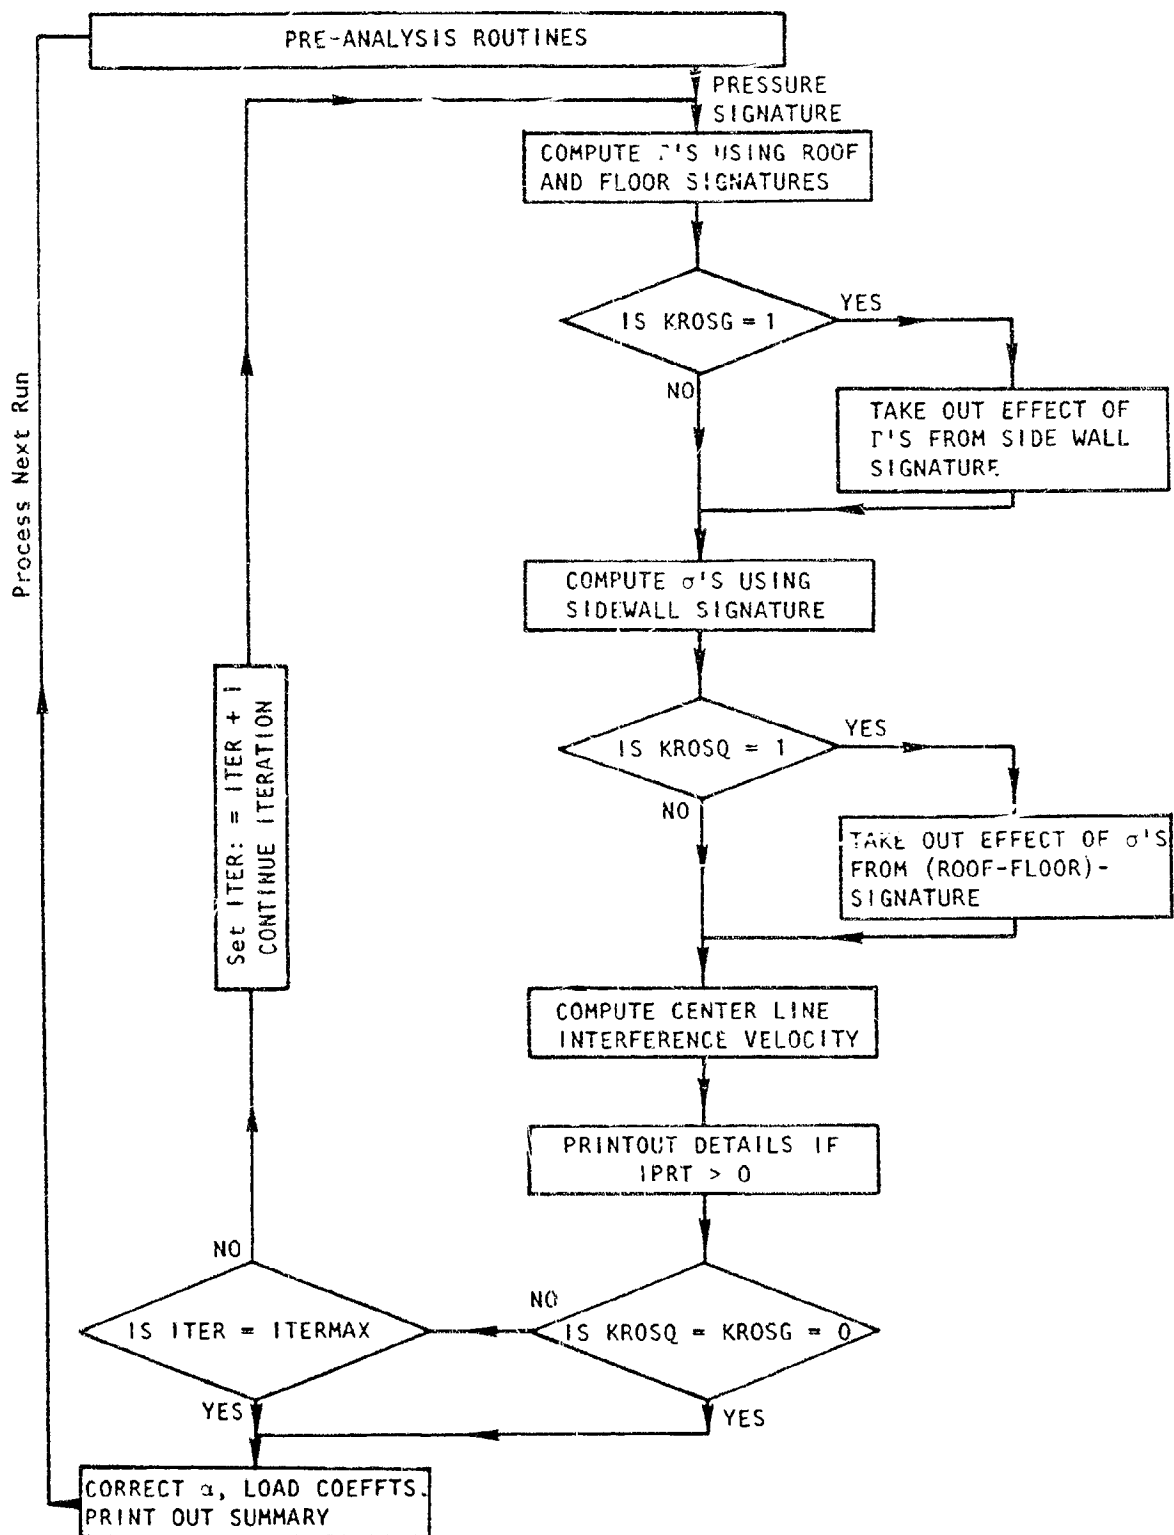 PRE-ANALYSIS ROUTINES
PRESSURE
SIGNATURE
COMPUTE Γ'S USING ROOF
AND FLOOR SIGNATURES
IS KROSG = 1
YES
NO
TAKE OUT EFFECT OF
Γ'S FROM SIDE WALL
SIGNATURE
COMPUTE σ'S USING
SIDEWALL SIGNATURE
IS KROSQ = 1
YES
NO
TAKE OUT EFFECT OF σ'S
FROM (ROOF-FLOOR)-
SIGNATURE
COMPUTE CENTER LINE
INTERFERENCE VELOCITY
PRINTOUT DETAILS IF
IPRT > 0
IS KROSQ = KROSG = 0
NO
YES
IS ITER = ITERMAX
NO
YES
Set ITER: = ITER + 1
CONTINUE ITERATION
CORRECT α, LOAD COEFFTS.
PRINT OUT SUMMARY
Process Next Run